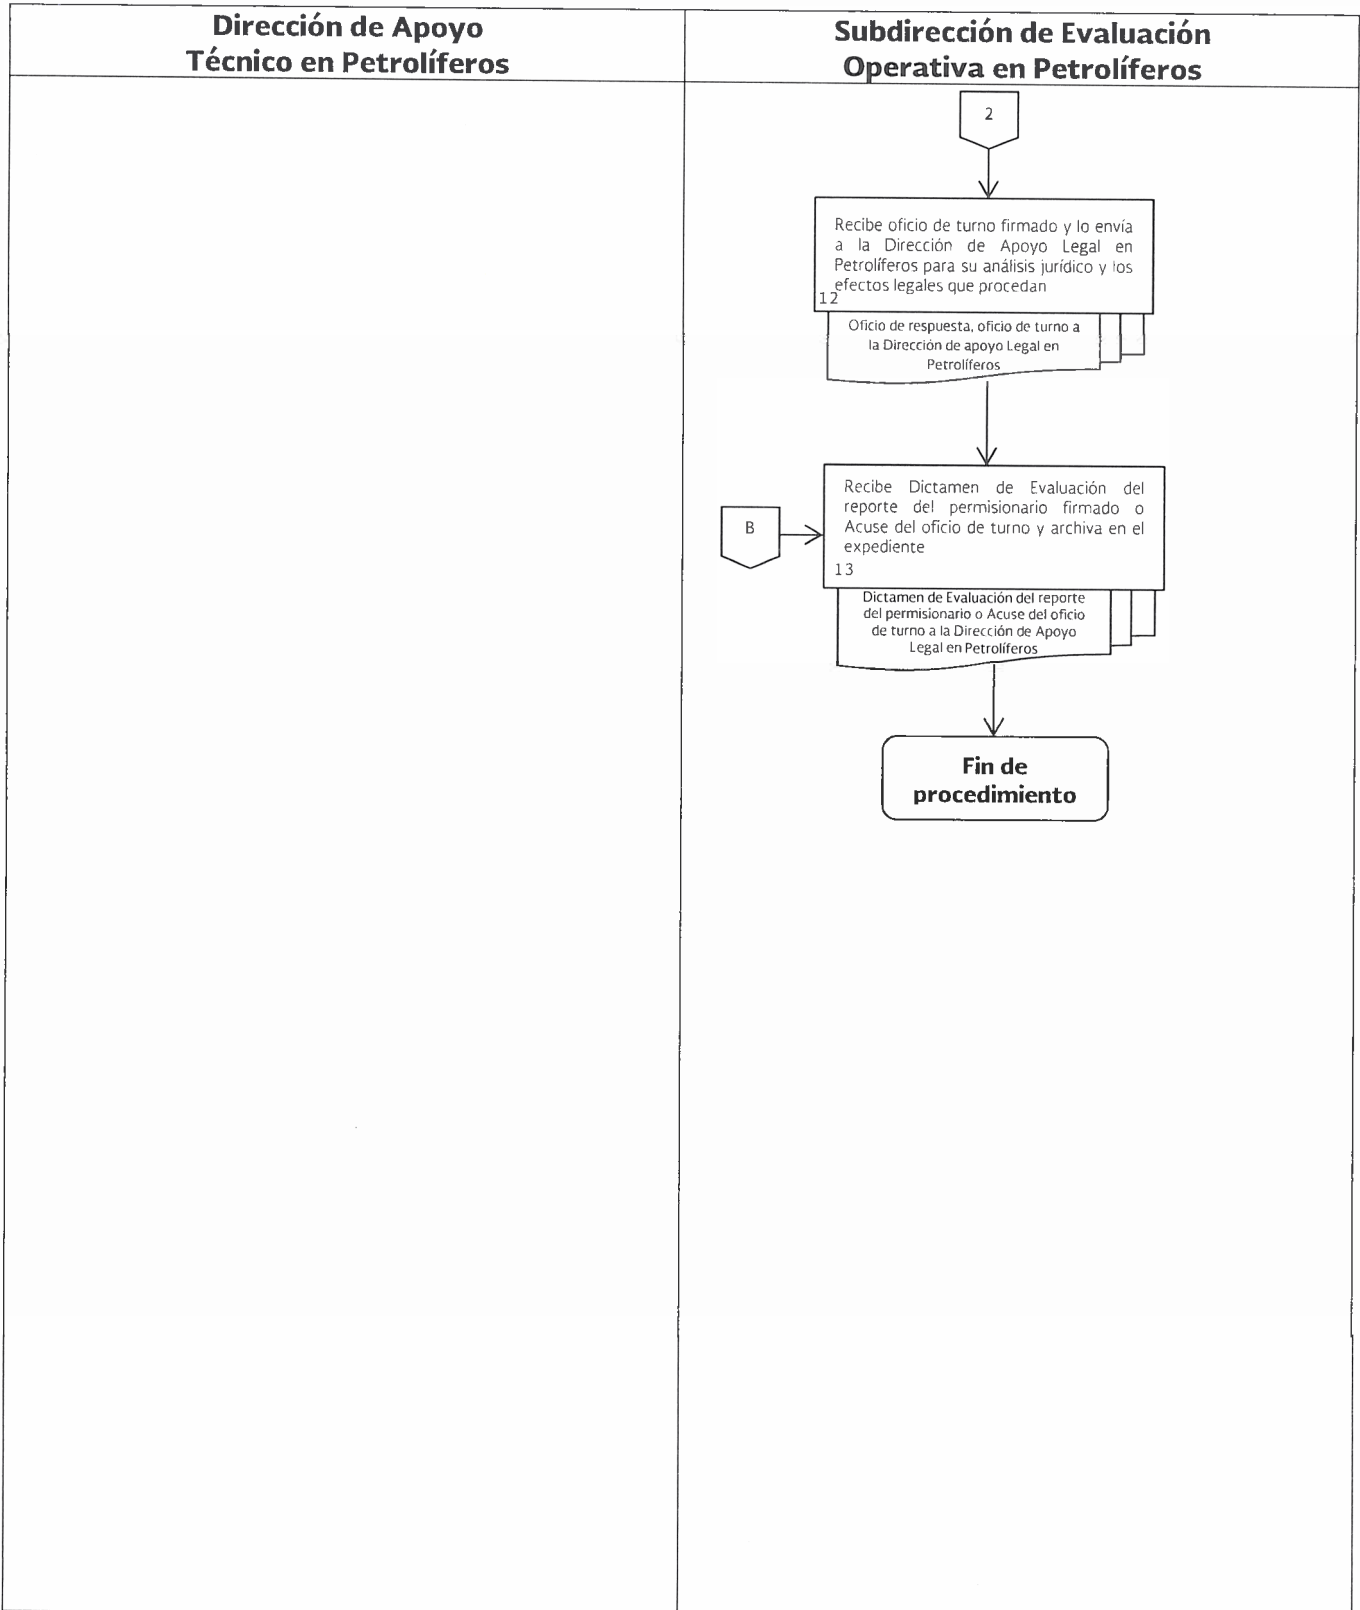 Dirección de Apoyo
Técnico en Petrolíferos
Subdirección de Evaluación
Operativa en Petrolíferos
2
Recibe oficio de turno firmado y lo envía
a la Dirección de Apoyo Legal en
Petrolíferos para su análisis jurídico y los
efectos legales que procedan
12
Oficio de respuesta, oficio de turno a
la Dirección de apoyo Legal en
Petrolíferos
B
Recibe Dictamen de Evaluación del
reporte del permisionario firmado o
Acuse del oficio de turno y archiva en el
expediente
13
Dictamen de Evaluación del reporte
del permisionario o Acuse del oficio
de turno a la Dirección de Apoyo
Legal en Petrolíferos
Fin de
procedimiento